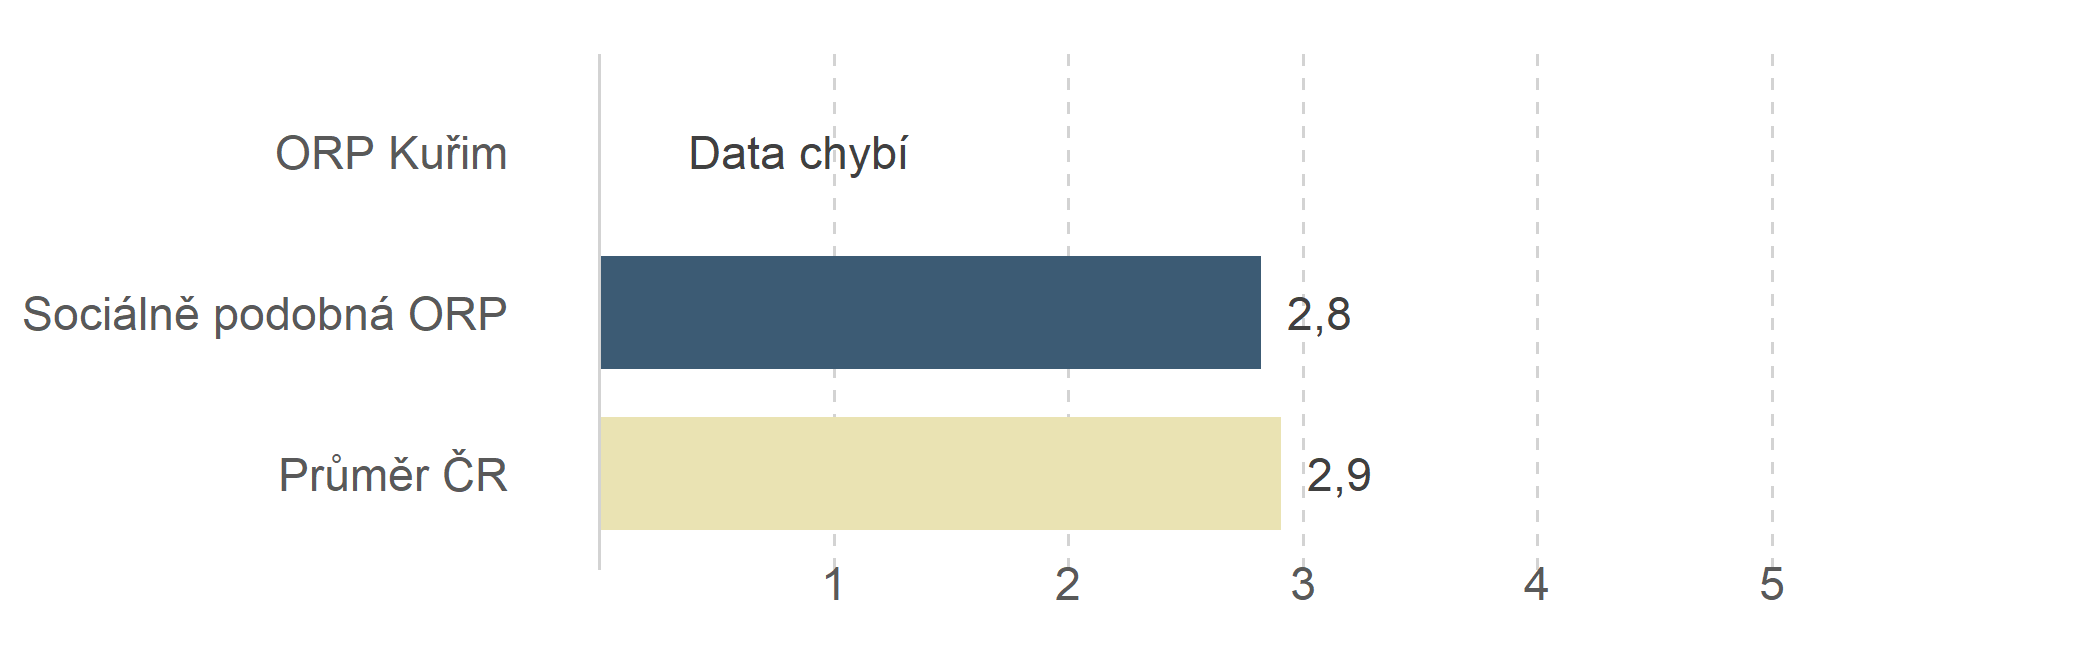 ORP Kuřim
Data chybí
Sociálně podobná ORP
2,8
Průměr ČR
2,9
1 2 3 4 5